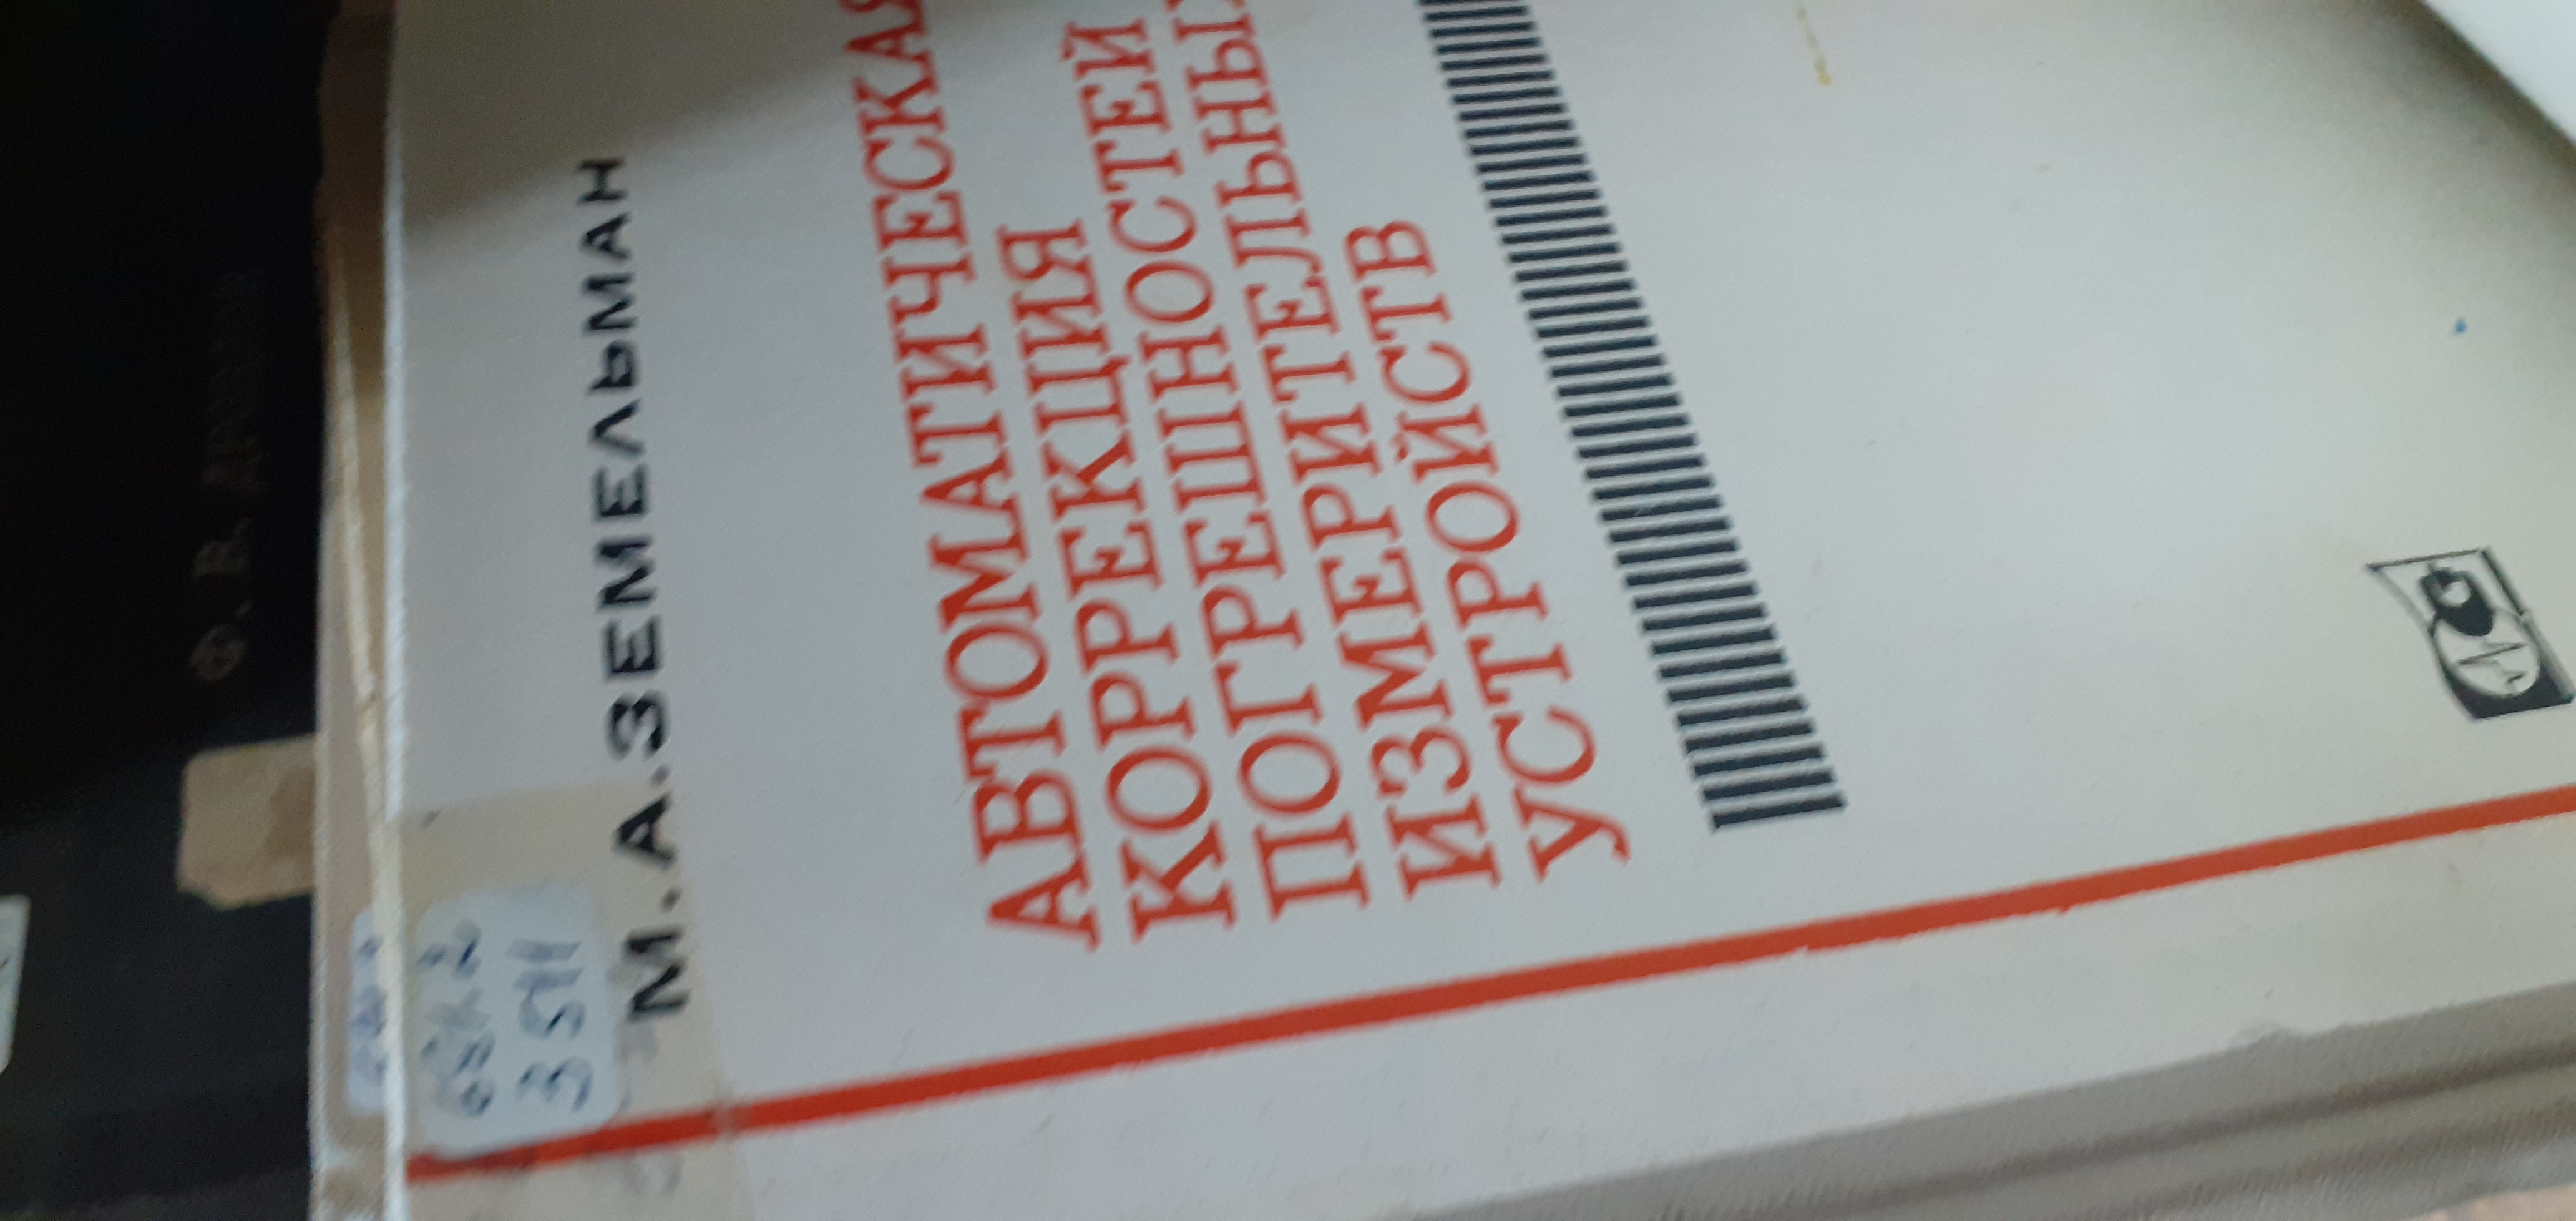 М.А.ЗЕМЕЛЬМАН
АВТОМАТИЧЕСКАЯ
КОРРЕКЦИЯ
ПОГРЕШНОСТЕЙ
ИЗМЕРИТЕЛЬНЫХ
УСТРОЙСТВ